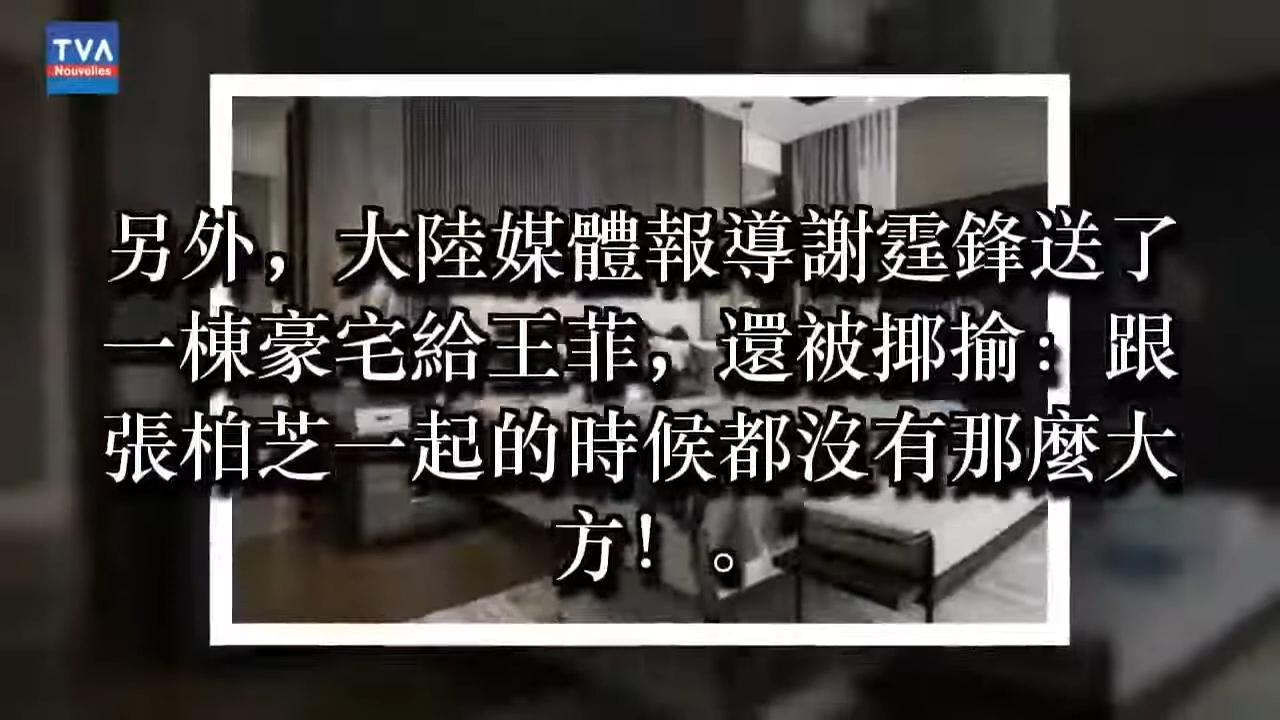 TVA
Nouvelles
另外，大陸媒體報導謝霆鋒送了
一棟豪宅給王菲，還被揶揄：跟
張柏芝一起的時候都沒有那麼大
方！。